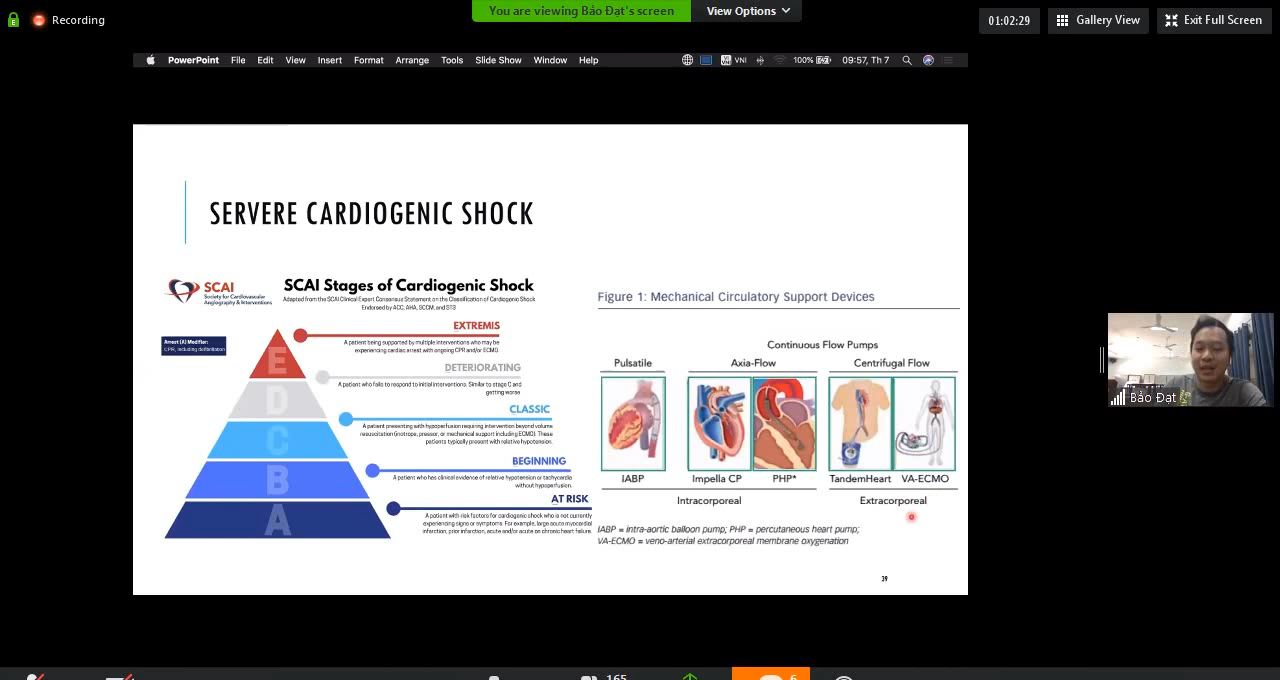 Recording
You are viewing Bảo Đạt's screen
View Options
01:02:29
Gallery View
Exit Full Screen
PowerPoint File Edit View Insert Format Arrange Tools Slide Show Window Help
VNI 100% 09:57, Th 7
SERVERE CARDIOGENIC SHOCK
SCAI
Society for Cardiovascular
Angiography & Interventions
SCAI Stages of Cardiogenic Shock
Adapted from the SCAI Clinical Expert Consensus Statement on the Classification of Cardiogenic Shock
Endorsed by ACC, AHA, SCCM, and STS
Arrest (A) Modifier:
CPR, including defibrillation
E
EXTREMIS
A patient being supported by multiple interventions who may be
experiencing cardiac arrest with ongoing CPR and/or ECMO.
D
DETERIORATING
A patient who fails to respond to initial interventions. Similar to stage C and
getting worse
C
CLASSIC
A patient presenting with hypoperfusion requiring intervention beyond volume
resuscitation (inotrope, pressor, or mechanical support including ECMO). These
patients typically present with relative hypotension.
B
BEGINNING
A patient who has clinical evidence of relative hypotension or tachycardia
without hypoperfusion.
A
AT RISK
A patient with risk factors for cardiogenic shock who is not currently
experiencing signs or symptoms. For example, large acute myocardial
infarction, prior infarction, acute and/or acute on chronic heart failure.
Figure 1: Mechanical Circulatory Support Devices
Continuous Flow Pumps
Pulsatile Axia-Flow Centrifugal Flow
IABP Impella CP PHP* TandemHeart VA-ECMO
Intracorporeal Extracorporeal
IABP = intra-aortic balloon pump; PHP = percutaneous heart pump;
VA-ECMO = veno-arterial extracorporeal membrane oxygenation
39
Bảo Đạt
165
6